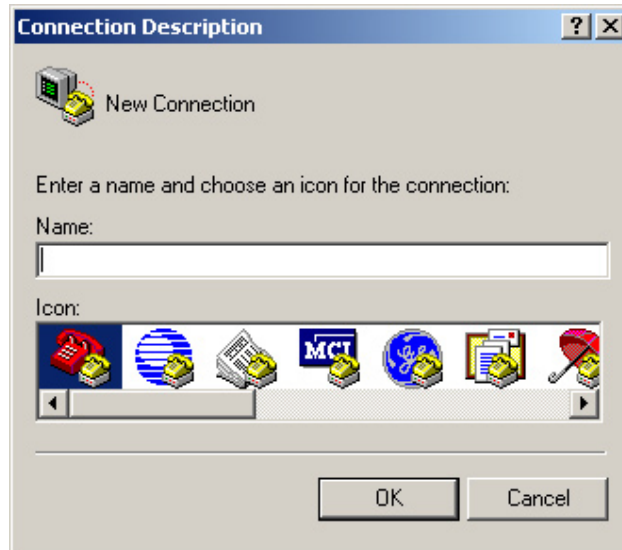 Connection Description
New Connection
Enter a name and choose an icon for the connection:
Name:
Icon:
MCI
OK
Cancel